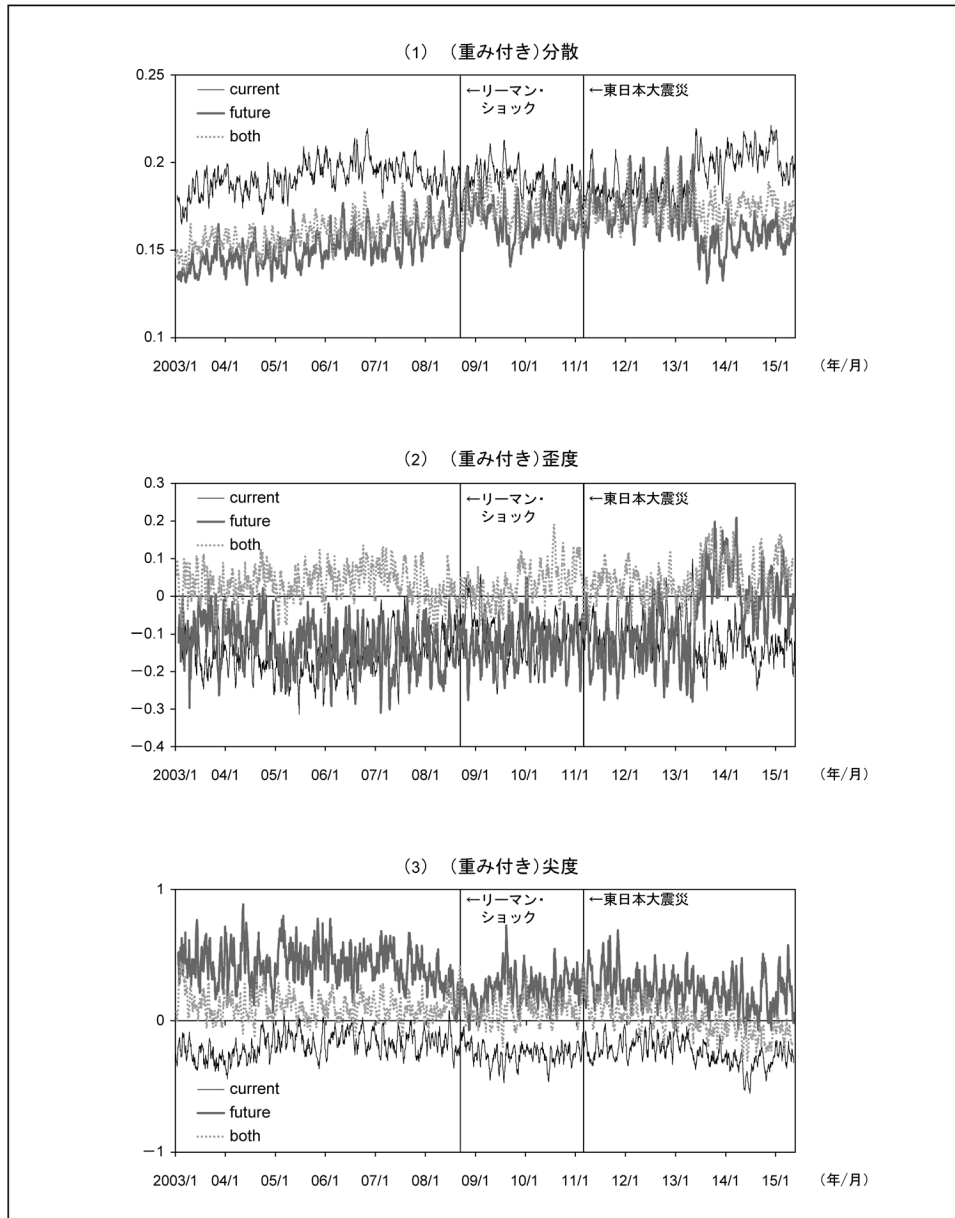 (1) (重み付き)分散
0.25
0.2
0.15
0.1
current
future
both
←リーマン・
ショック
←東日本大震災
2003/1 04/1 05/1 06/1 07/1 08/1 09/1 10/1 11/1 12/1 13/1 14/1 15/1 (年/月)
(2) (重み付き)歪度
0.3
0.2
0.1
0
-0.1
-0.2
-0.3
-0.4
current
future
both
←リーマン・
ショック
←東日本大震災
2003/1 04/1 05/1 06/1 07/1 08/1 09/1 10/1 11/1 12/1 13/1 14/1 15/1 (年/月)
(3) (重み付き)尖度
1
0
-1
←リーマン・
ショック
←東日本大震災
current
future
both
2003/1 04/1 05/1 06/1 07/1 08/1 09/1 10/1 11/1 12/1 13/1 14/1 15/1 (年/月)